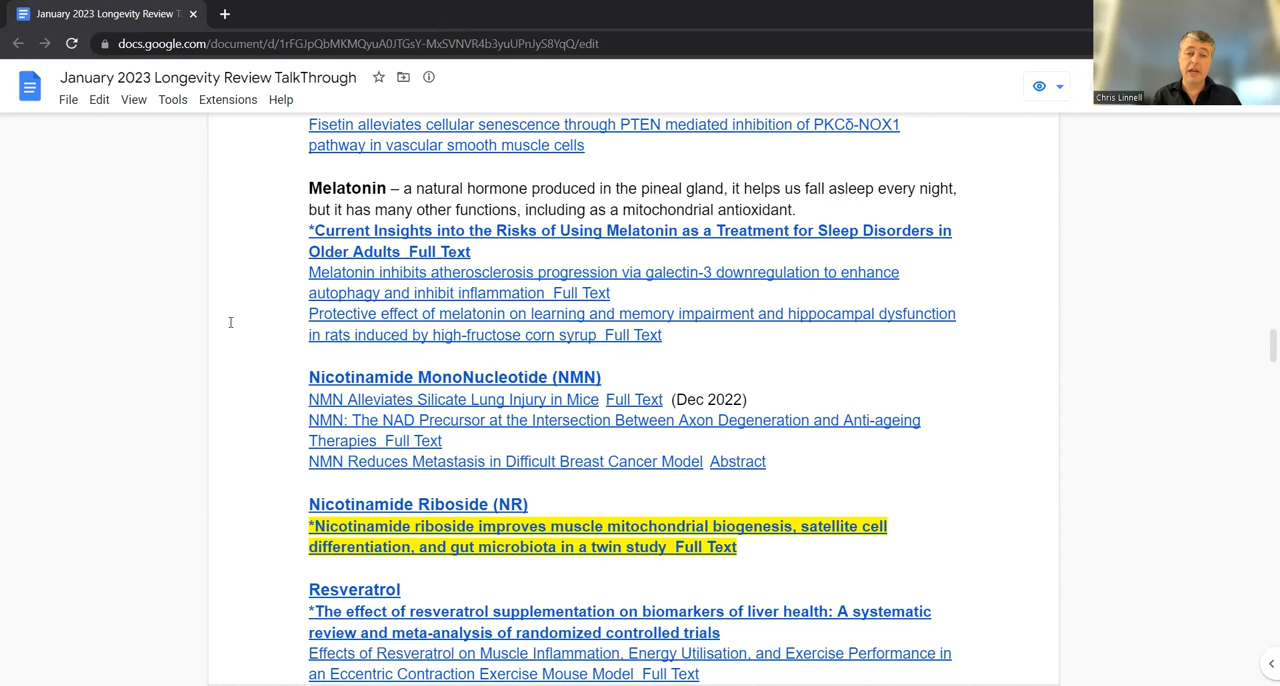 January 2023 Longevity Review T
docs.google.com/document/d/1rFGJpQbMKMQyuA0JTGsY-MxSVNVR4b3yuUPnJyS8YqQ/edit
January 2023 Longevity Review TalkThrough
File Edit View Tools Extensions Help
Chris Linnell
Fisetin alleviates cellular senescence through PTEN mediated inhibition of PKCδ-NOX1
pathway in vascular smooth muscle cells
Melatonin – a natural hormone produced in the pineal gland, it helps us fall asleep every night,
but it has many other functions, including as a mitochondrial antioxidant.
*Current Insights into the Risks of Using Melatonin as a Treatment for Sleep Disorders in
Older Adults Full Text
Melatonin inhibits atherosclerosis progression via galectin-3 downregulation to enhance
autophagy and inhibit inflammation Full Text
Protective effect of melatonin on learning and memory impairment and hippocampal dysfunction
in rats induced by high-fructose corn syrup Full Text
Nicotinamide MonoNucleotide (NMN)
NMN Alleviates Silicate Lung Injury in Mice Full Text (Dec 2022)
NMN: The NAD Precursor at the Intersection Between Axon Degeneration and Anti-ageing
Therapies Full Text
NMN Reduces Metastasis in Difficult Breast Cancer Model Abstract
Nicotinamide Riboside (NR)
*Nicotinamide riboside improves muscle mitochondrial biogenesis, satellite cell
differentiation, and gut microbiota in a twin study Full Text
Resveratrol
*The effect of resveratrol supplementation on biomarkers of liver health: A systematic
review and meta-analysis of randomized controlled trials
Effects of Resveratrol on Muscle Inflammation, Energy Utilisation, and Exercise Performance in
an Eccentric Contraction Exercise Mouse Model Full Text